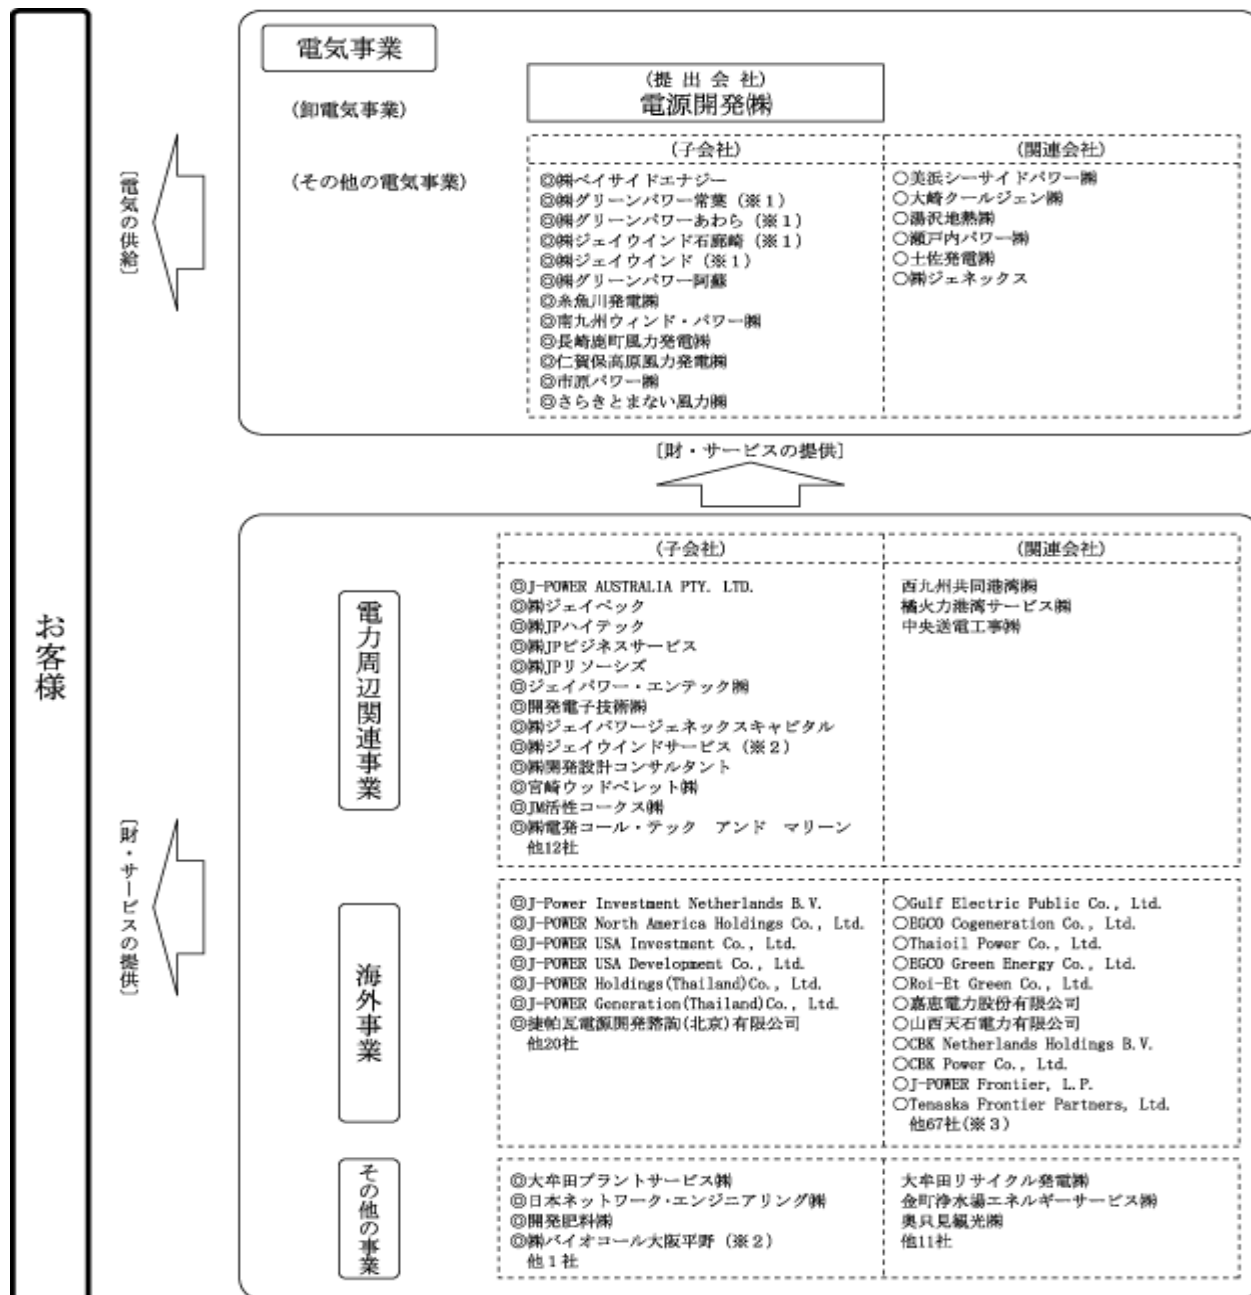 お客様
[電気の供給]
[財・サービスの提供]
電気事業
(卸電気事業)
(提出会社)
電源開発㈱
(その他の電気事業)
(子会社)
◎㈱ベイサイドエナジー
◎㈱グリーンパワー常葉(※1)
◎㈱グリーンパワーあわら(※1)
◎㈱ジェイウインド石廊崎(※1)
◎㈱ジェイウインド(※1)
◎㈱グリーンパワー阿蘇
◎糸魚川発電㈱
◎南九州ウィンド・パワー㈱
◎長崎鹿町風力発電㈱
◎仁賀保高原風力発電㈱
◎市原パワー㈱
◎さらきとまない風力㈱
(関連会社)
○美浜シーサイドパワー㈱
○大崎クールジェン㈱
○湯沢地熱㈱
○瀬戸内パワー㈱
○土佐発電㈱
○㈱ジェネックス
[財・サービスの提供]
(子会社)
(関連会社)
電力周辺関連事業
◎J-POWER AUSTRALIA PTY. LTD.
◎㈱ジェイペック
◎㈱JPハイテック
◎㈱JPビジネスサービス
◎㈱JPリソーシズ
◎ジェイパワー・エンテック㈱
◎開発電子技術㈱
◎㈱ジェイパワージェネックスキャピタル
◎㈱ジェイウインドサービス(※2)
◎㈱開発設計コンサルタント
◎宮崎ウッドペレット㈱
◎JM活性コークス㈱
◎㈱電発コール・テック アンド マリーン
他12社
西九州共同港湾㈱
橘火力港湾サービス㈱
中央送電工事㈱
海外事業
◎J-Power Investment Netherlands B.V.
◎J-POWER North America Holdings Co., Ltd.
◎J-POWER USA Investment Co., Ltd.
◎J-POWER USA Development Co., Ltd.
◎J-POWER Holdings(Thailand)Co., Ltd.
◎J-POWER Generation(Thailand)Co., Ltd.
◎捷帕瓦電源開発諮詢(北京)有限公司
他20社
○Gulf Electric Public Co., Ltd.
○EGCO Cogeneration Co., Ltd.
○Thaioil Power Co., Ltd.
○EGCO Green Energy Co., Ltd.
○Roi-Et Green Co., Ltd.
○嘉恵電力股份有限公司
○山西天石電力有限公司
○CBK Netherlands Holdings B.V.
○CBK Power Co., Ltd.
○J-POWER Frontier, L.P.
○Tenaska Frontier Partners, Ltd.
他67社(※3)
その他の事業
◎大牟田プラントサービス㈱
◎日本ネットワーク・エンジニアリング㈱
◎開発肥料㈱
◎㈱バイオコール大阪平野(※2)
他1社
大牟田リサイクル発電㈱
金町浄水場エネルギーサービス㈱
奥只見観光㈱
他11社